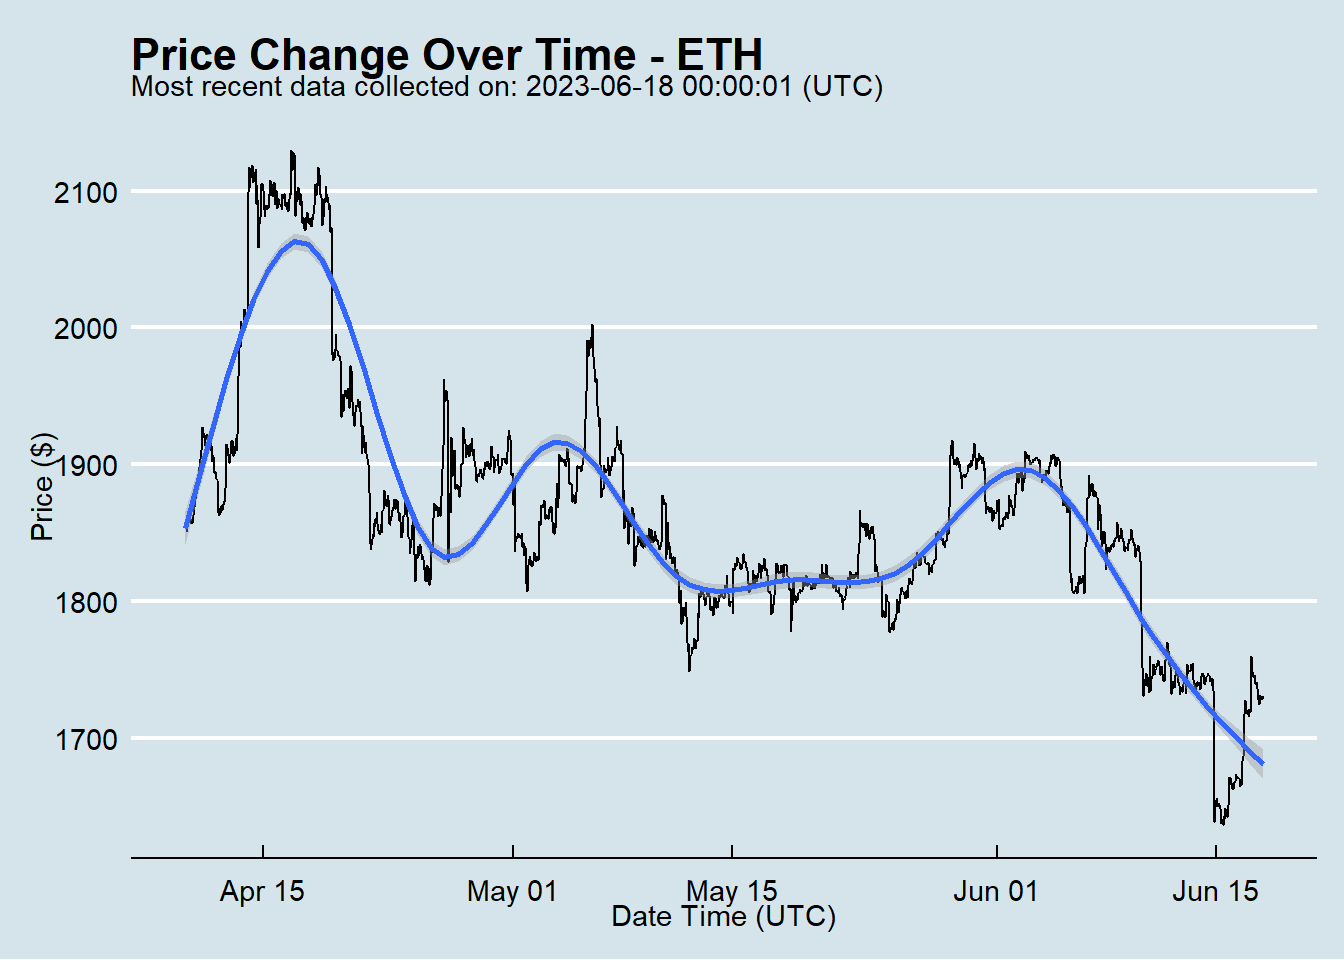 Price Change Over Time - ETH
Most recent data collected on: 2023-06-18 00:00:01 (UTC)
2100
2000
1900
1800
1700
Price ($)
Apr 15
May 01
May 15
Jun 01
Jun 15
Date Time (UTC)